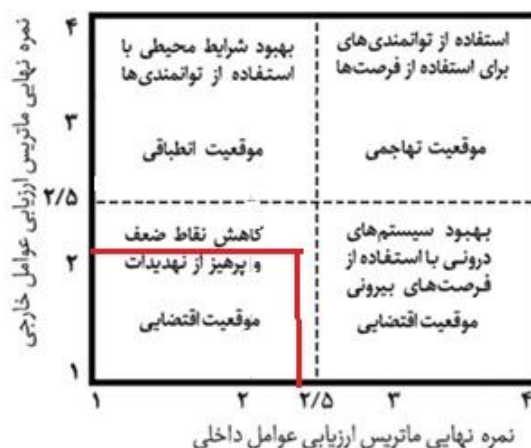 نمره نهایی ماتریس ارزیابی عوامل خارجی
۴
۳
۲/۵
۲
۱
استفاده از توانمندی‌های
برای استفاده از فرصت‌ها
موقعیت تهاجمی
بهبود شرایط محیطی با
استفاده از توانمندی‌ها
موقعیت انطباقی
بهبود سیستم‌های
درونی با استفاده از
فرصت‌های بیرونی
موقعیت اقتضایی
کاهش نقاط ضعف
و پرهیز از تهدیدات
موقعیت اقتضایی
۱
۲
۲/۵
۳
۴
نمره نهایی ماتریس ارزیابی عوامل داخلی